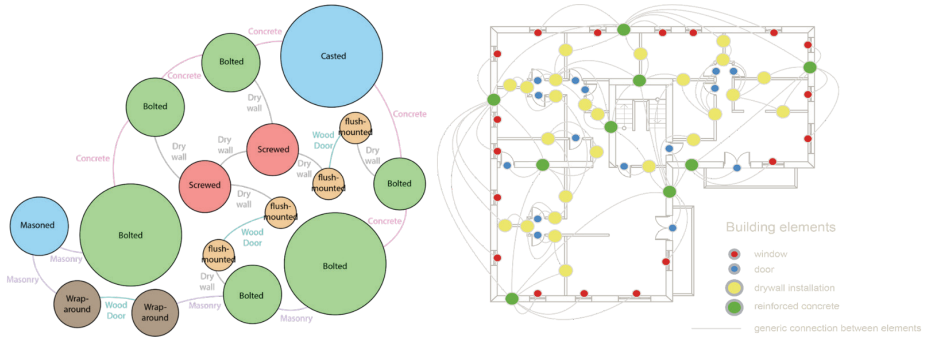 Concrete
Casted
Bolted
Concrete
Bolted
Dry
wall
Concrete
flush-
mounted
Dry
wall
Wood
Door
Screwed
Dry
wall
Dry
wall
Concrete
Screwed
Dry
wall
flush-
mounted
Bolted
Dry
wall
flush-
mounted
Concrete
Masoned
Bolted
Wood
Door
Masonry
flush-
mounted
Bolted
Masonry
Dry
wall
Bolted
Wrap-
around
Wood
Door
Wrap-
around
Masonry
Masonry
Building elements
window
door
drywall installation
reinforced concrete
generic connection between elements